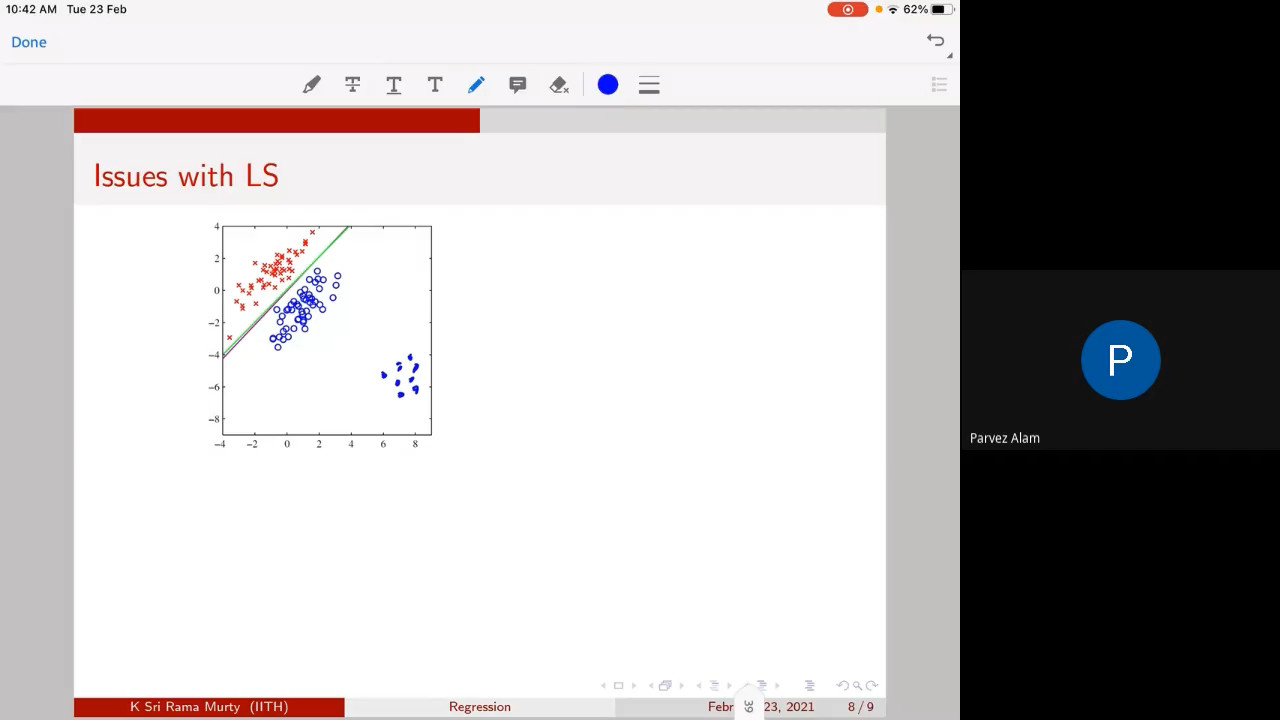 10:42 AM Tue 23 Feb
62%
Done
T T T
Issues with LS
4
2
0
−2
−4
−6
−8
−4 −2 0 2 4 6 8
P
Parvez Alam
K Sri Rama Murty (IITH) Regression Febr 23, 2021 8 / 9
39